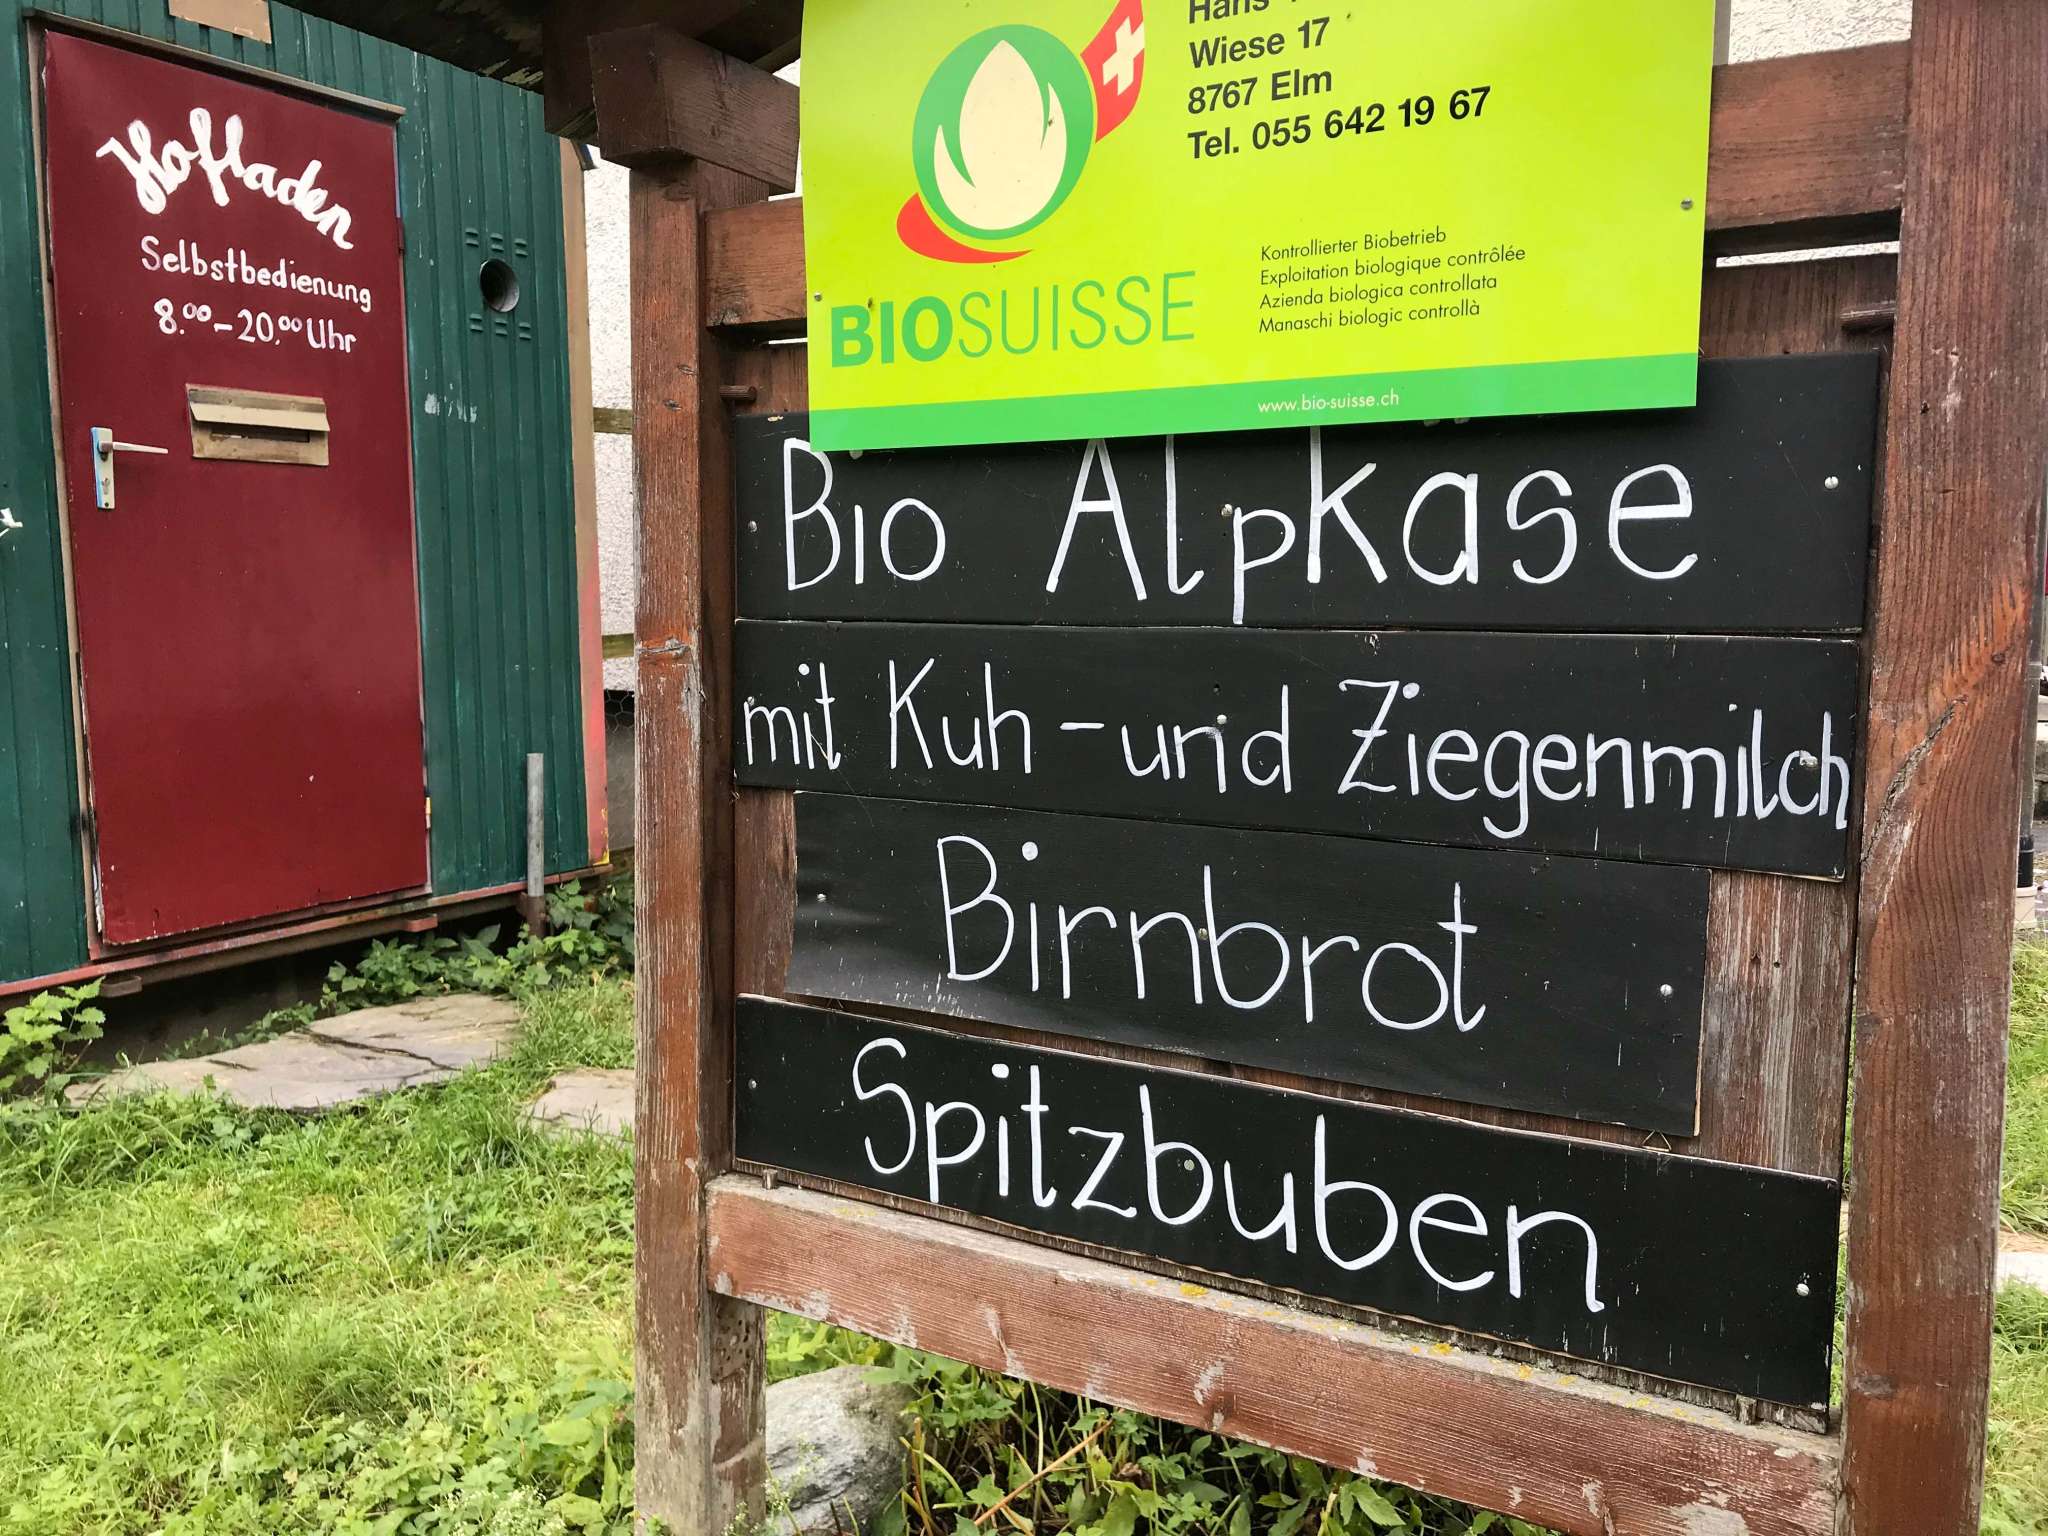 Hofladen
Selbstbedienung
8.00-20.00 Uhr
Hans
Wiese 17
8767 Elm
Tel. 055 642 19 67
BIOSUISSE
Kontrollierter Biobetrieb
Exploitation biologique contrôlée
Azienda biologica controllata
Manaschi biologic controllà
www.bio-suisse.ch
Bio Alpkäse
mit Kuh- und Ziegenmilch
Birnbrot
Spitzbuben